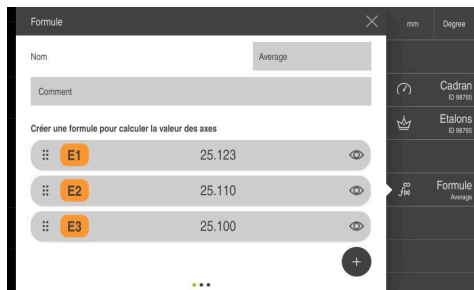 Formule
mm Degree
Nom Average
Comment
Créer une formule pour calculer la valeur des axes
E1 25.123
E2 25.110
E3 25.100
+
Cadran
ID 98765
Etalons
ID 98765
Formule
Average